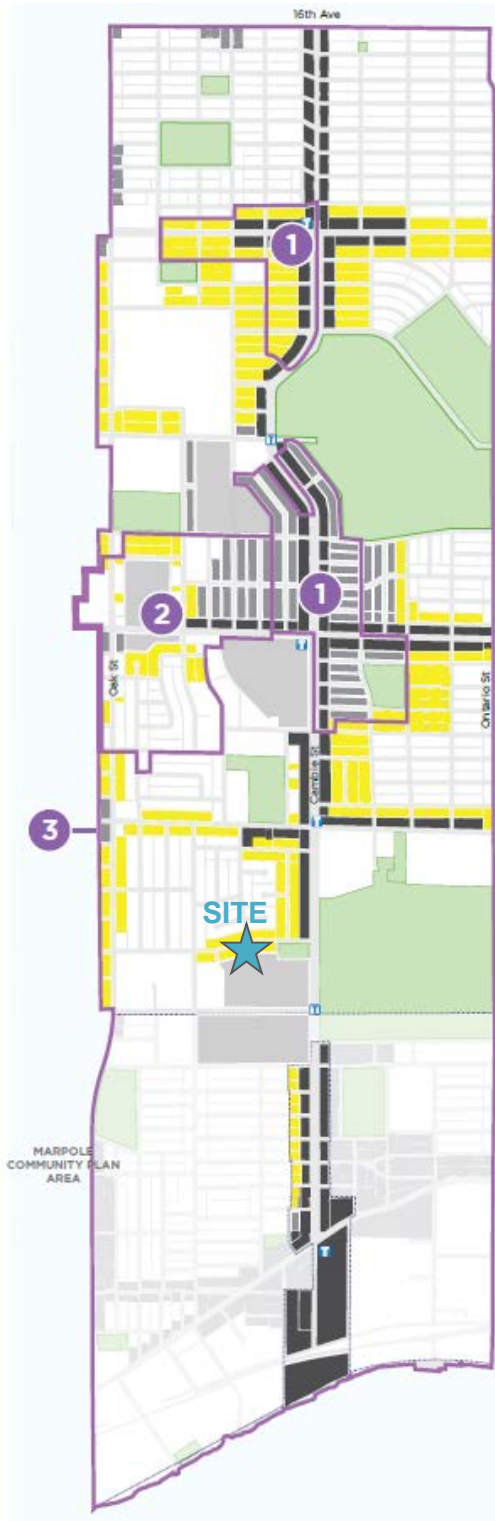 16th Ave
T
1
T
2
1
T
Oak St
Cambie St
Ontario St
3
T
SITE
T
MARPOLE
COMMUNITY PLAN
AREA
T